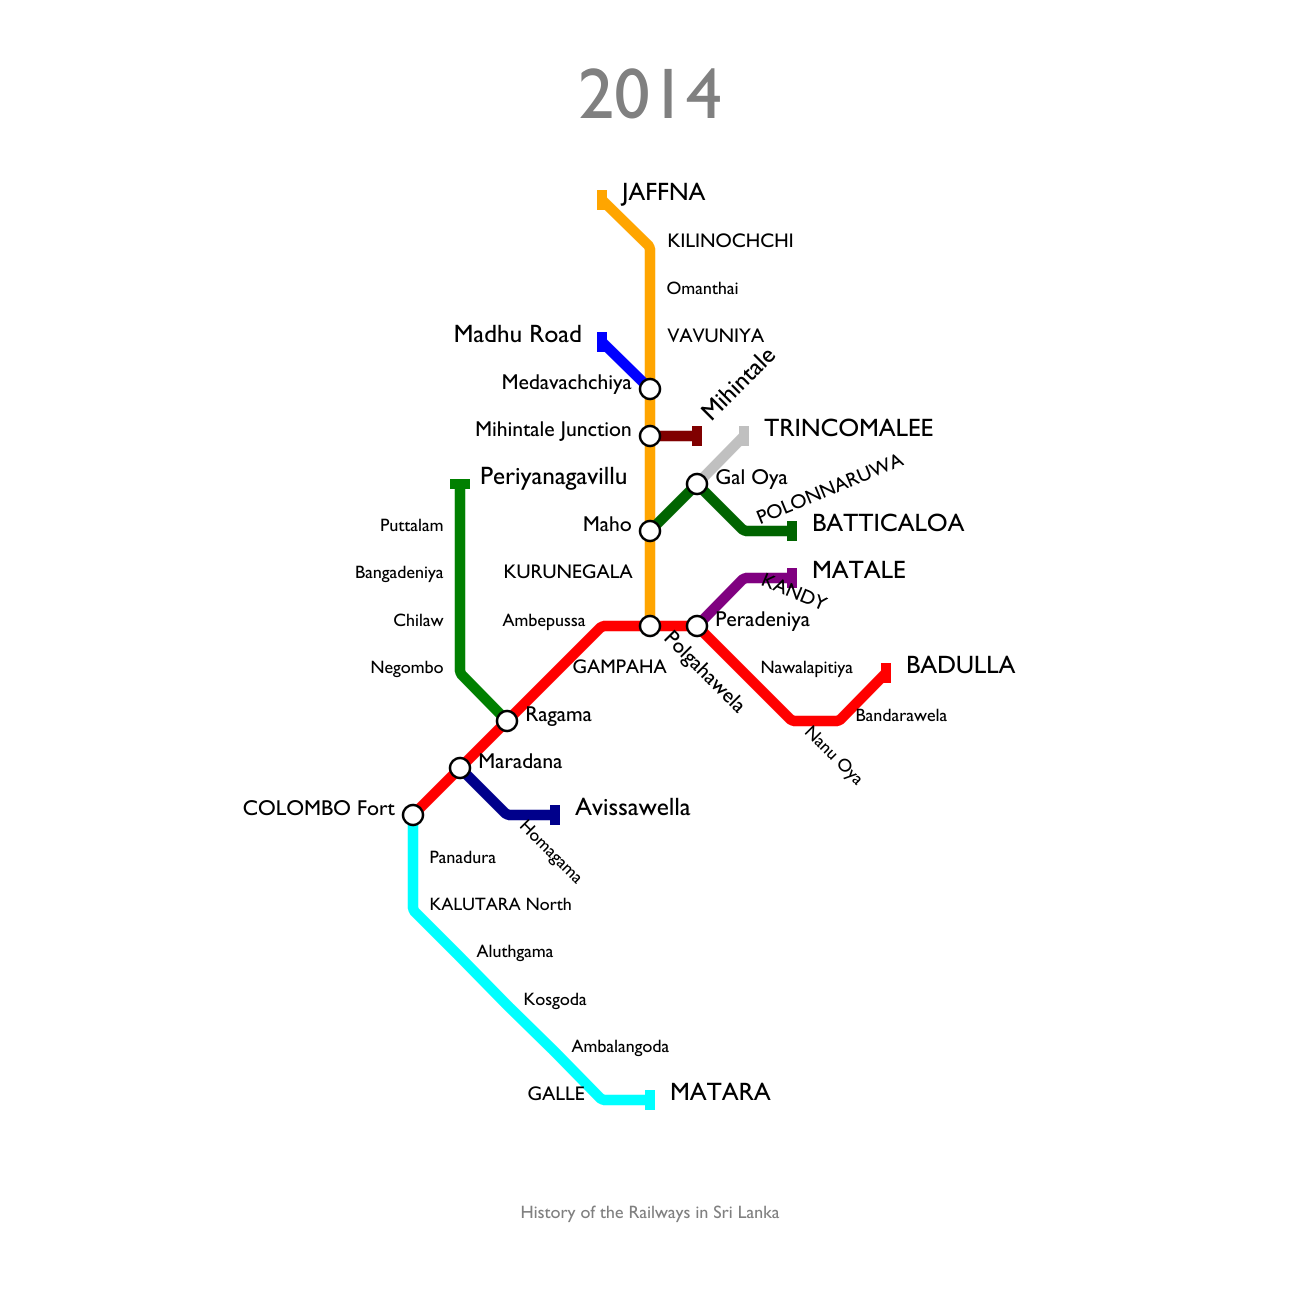 2014
JAFFNA
KILINOCHCHI
Omanthai
Madhu Road
VAVUNIYA
Medavachchiya
Mihintale
Mihintale Junction
TRINCOMALEE
Periyanagavillu
Gal Oya
POLONNARUWA
Puttalam
Maho
BATTICALOA
Bangadeniya
KURUNEGALA
MATALE
KANDY
Chilaw
Ambepussa
Peradeniya
Polgahawela
Negombo
GAMPAHA
Nawalapitiya
BADULLA
Ragama
Bandarawela
Nanu Oya
Maradana
COLOMBO Fort
Avissawella
Homagama
Panadura
KALUTARA North
Aluthgama
Kosgoda
Ambalangoda
GALLE
MATARA
History of the Railways in Sri Lanka